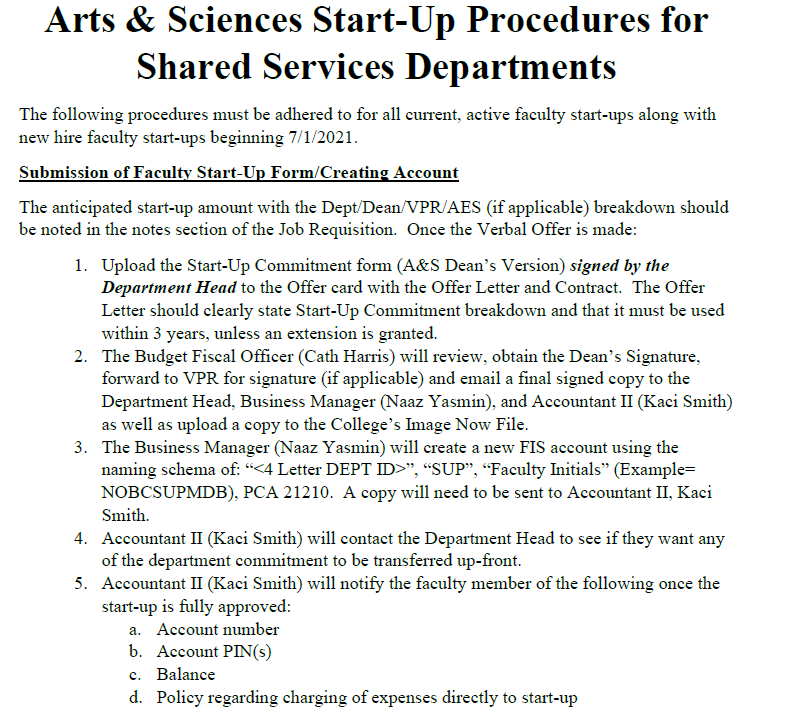 Arts & Sciences Start-Up Procedures for
Shared Services Departments
The following procedures must be adhered to for all current, active faculty start-ups along with
new hire faculty start-ups beginning 7/1/2021.
Submission of Faculty Start-Up Form/Creating Account
The anticipated start-up amount with the Dept/Dean/VPR/AES (if applicable) breakdown should
be noted in the notes section of the Job Requisition.  Once the Verbal Offer is made:
1. Upload the Start-Up Commitment form (A&S Dean's Version) signed by the
Department Head to the Offer card with the Offer Letter and Contract.  The Offer
Letter should clearly state Start-Up Commitment breakdown and that it must be used
within 3 years, unless an extension is granted.
2. The Budget Fiscal Officer (Cath Harris) will review, obtain the Dean's Signature,
forward to VPR for signature (if applicable) and email a final signed copy to the
Department Head, Business Manager (Naaz Yasmin), and Accountant II (Kaci Smith)
as well as upload a copy to the College's Image Now File.
3. The Business Manager (Naaz Yasmin) will create a new FIS account using the
naming schema of: “<4 Letter DEPT ID>”, “SUP”, “Faculty Initials” (Example=
NOBCSUPMDB), PCA 21210.  A copy will need to be sent to Accountant II, Kaci
Smith.
4. Accountant II (Kaci Smith) will contact the Department Head to see if they want any
of the department commitment to be transferred up-front.
5. Accountant II (Kaci Smith) will notify the faculty member of the following once the
start-up is fully approved:
a. Account number
b. Account PIN(s)
c. Balance
d. Policy regarding charging of expenses directly to start-up